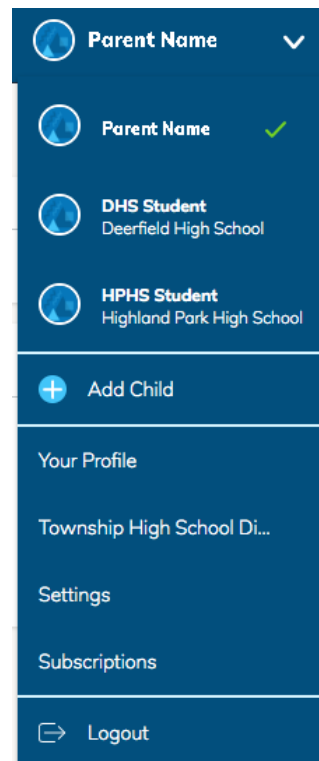 Parent Name
Parent Name
DHS Student
Deerfield High School
HPHS Student
Highland Park High School
Add Child
Your Profile
Township High School Di...
Settings
Subscriptions
Logout